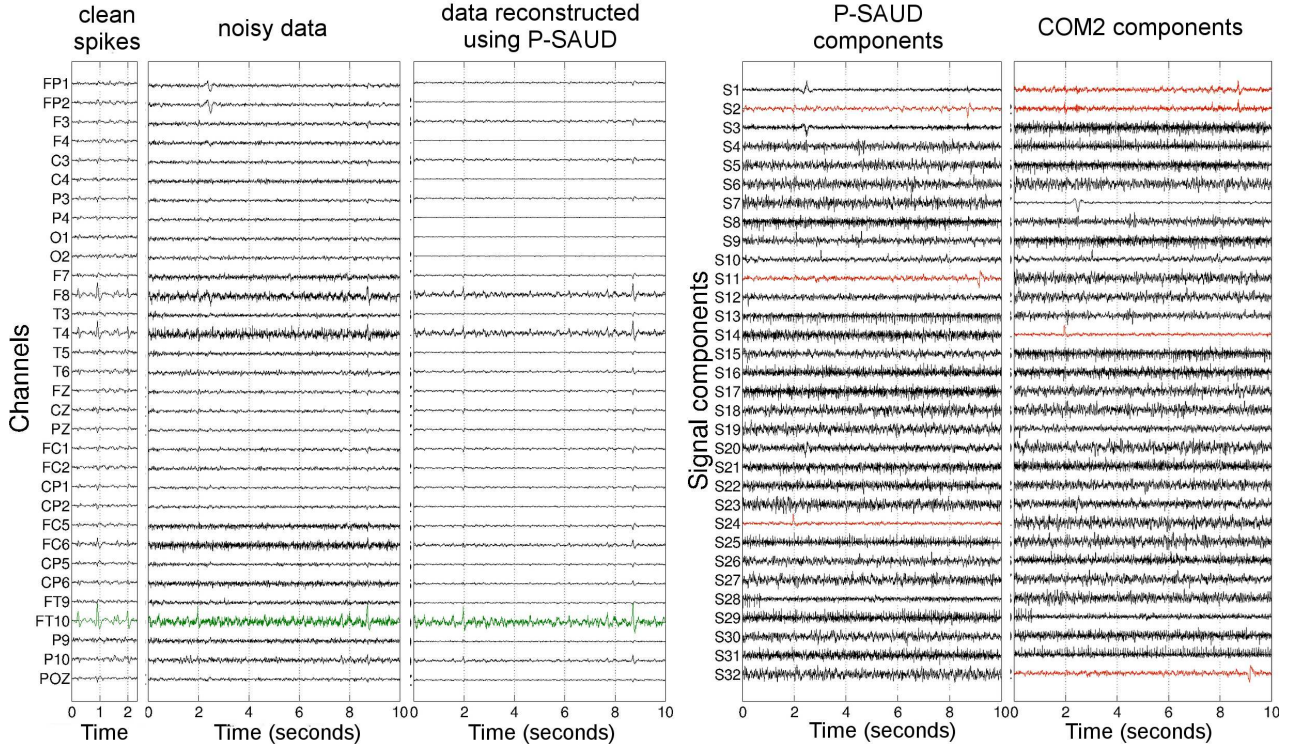 clean
spikes
noisy data
data reconstructed
using P-SAUD
P-SAUD
components
COM2 components
Channels
FP1
FP2
F3
F4
C3
C4
P3
P4
O1
O2
F7
F8
T3
T4
T5
T6
FZ
CZ
PZ
FC1
FC2
CP1
CP2
FC5
FC6
CP5
CP6
FT9
FT10
P9
P10
POZ
0 1 2
Time
0 2 4 6 8 10
Time (seconds)
0 2 4 6 8 10
Time (seconds)
Signal components
S1
S2
S3
S4
S5
S6
S7
S8
S9
S10
S11
S12
S13
S14
S15
S16
S17
S18
S19
S20
S21
S22
S23
S24
S25
S26
S27
S28
S29
S30
S31
S32
0 2 4 6 8 10
Time (seconds)
0 2 4 6 8 10
Time (seconds)